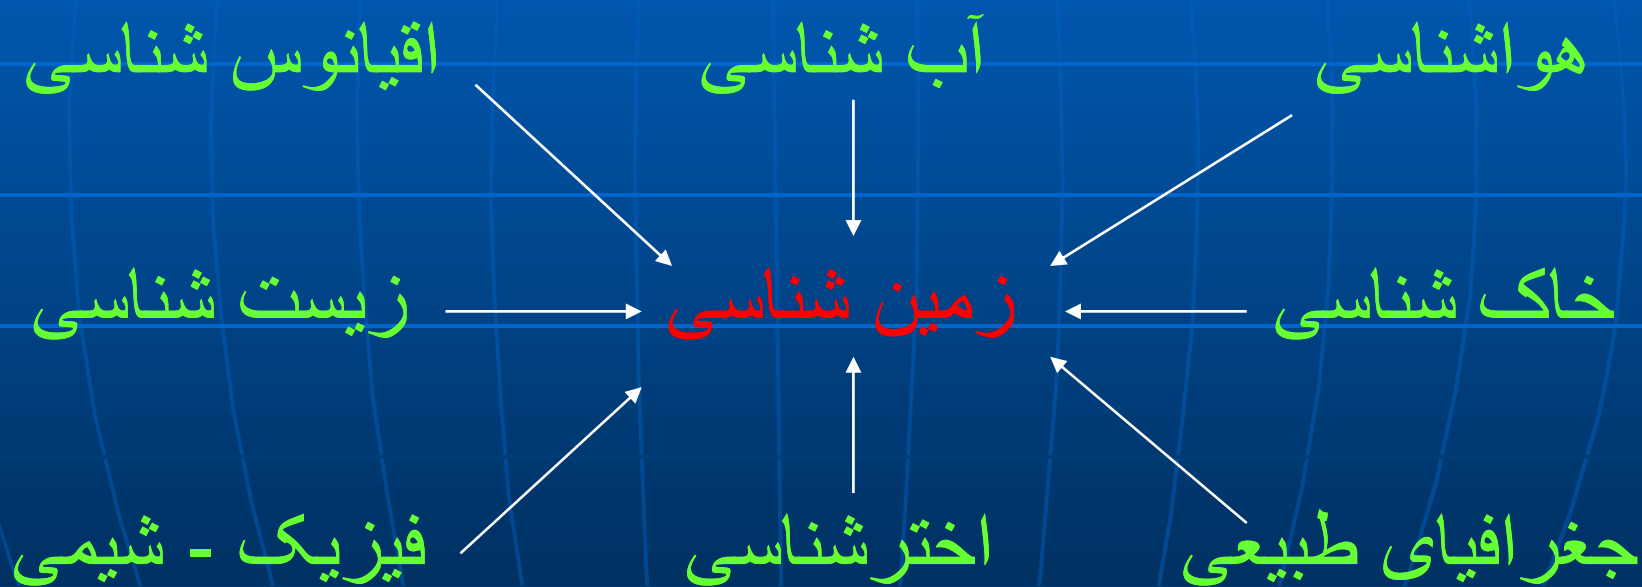 هواشناسی
آب شناسی
اقیانوس شناسی
خاک شناسی
زمین شناسی
زیست شناسی
جغرافیای طبیعی
اخترشناسی
فیزیک - شیمی